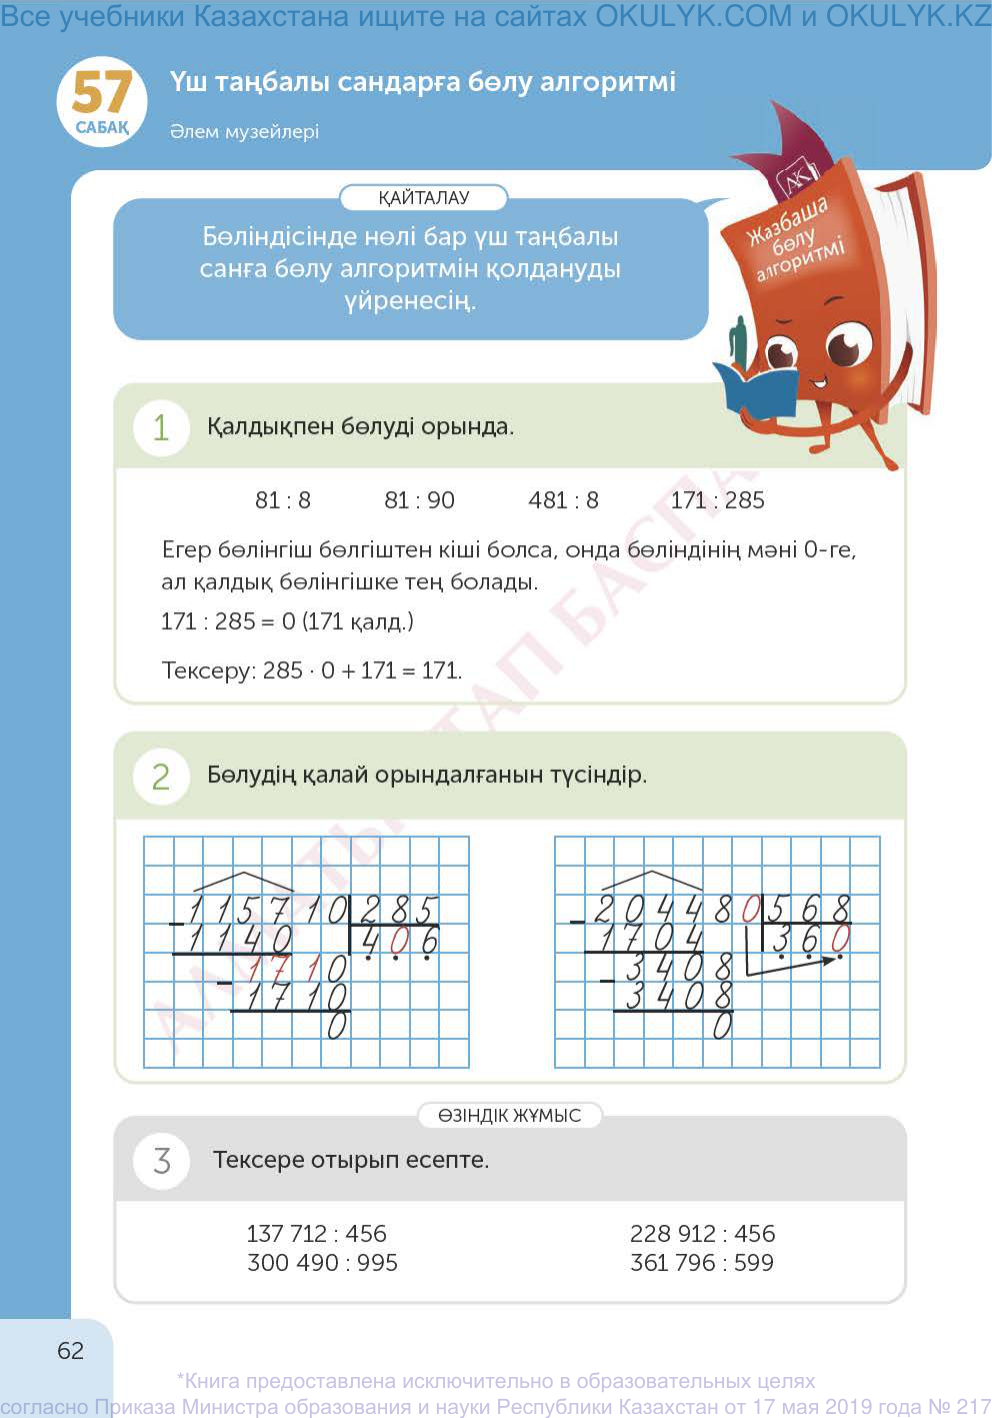 Все учебники Казахстана ищите на сайтах OKULYK.COM и OKULYK.KZ
57
САБАҚ
Үш таңбалы сандарға бөлу алгоритмі
Әлем музейлері
ҚАЙТАЛАУ
Бөліндісінде нөлі бар үш таңбалы
санға бөлу алгоритмін қолдануды
үйренесің.
АК
Жазбаша
бөлу
алгоритмі
1
Қалдықпен бөлуді орында.
81 : 8 81 : 90 481 : 8 171 : 285
Егер бөлінгіш бөлгіштен кіші болса, онда бөліндінің мәні 0-ге,
ал қалдық бөлінгішке тең болады.
171 : 285 = 0 (171 қалд.)
Тексеру: 285 · 0 + 171 = 171.
2
Бөлудің қалай орындалғанын түсіндір.
115710 285
- 1140 406
1710
- 1710
0
204480 568
- 1704 360
3408
- 3408
0
ӨЗІНДІК ЖҰМЫС
3
Тексере отырып есепте.
137 712 : 456 228 912 : 456
300 490 : 995 361 796 : 599
62
*Книга предоставлена исключительно в образовательных целях
согласно Приказа Министра образования и науки Республики Казахстан от 17 мая 2019 года № 217